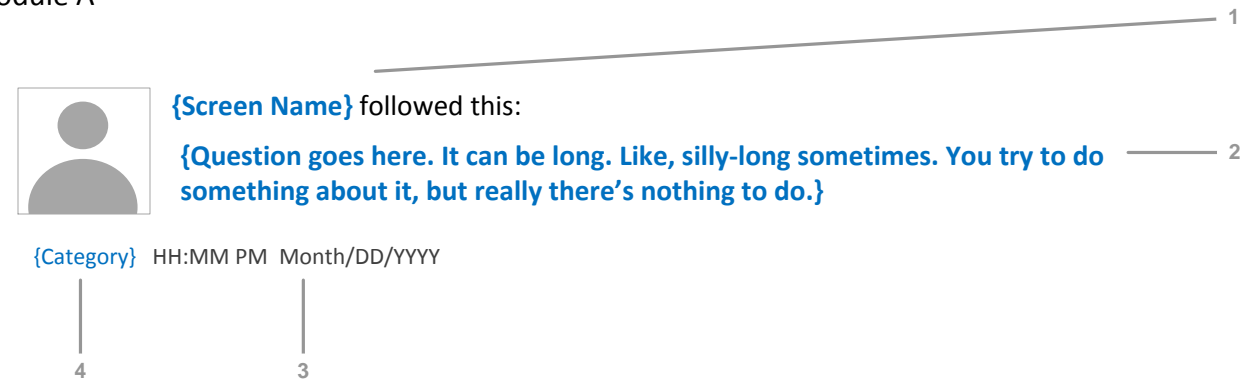 1
{Screen Name} followed this:
{Question goes here. It can be long. Like, silly-long sometimes. You try to do
2
something about it, but really there's nothing to do.}
{Category} HH:MM PM Month/DD/YYYY
4 3